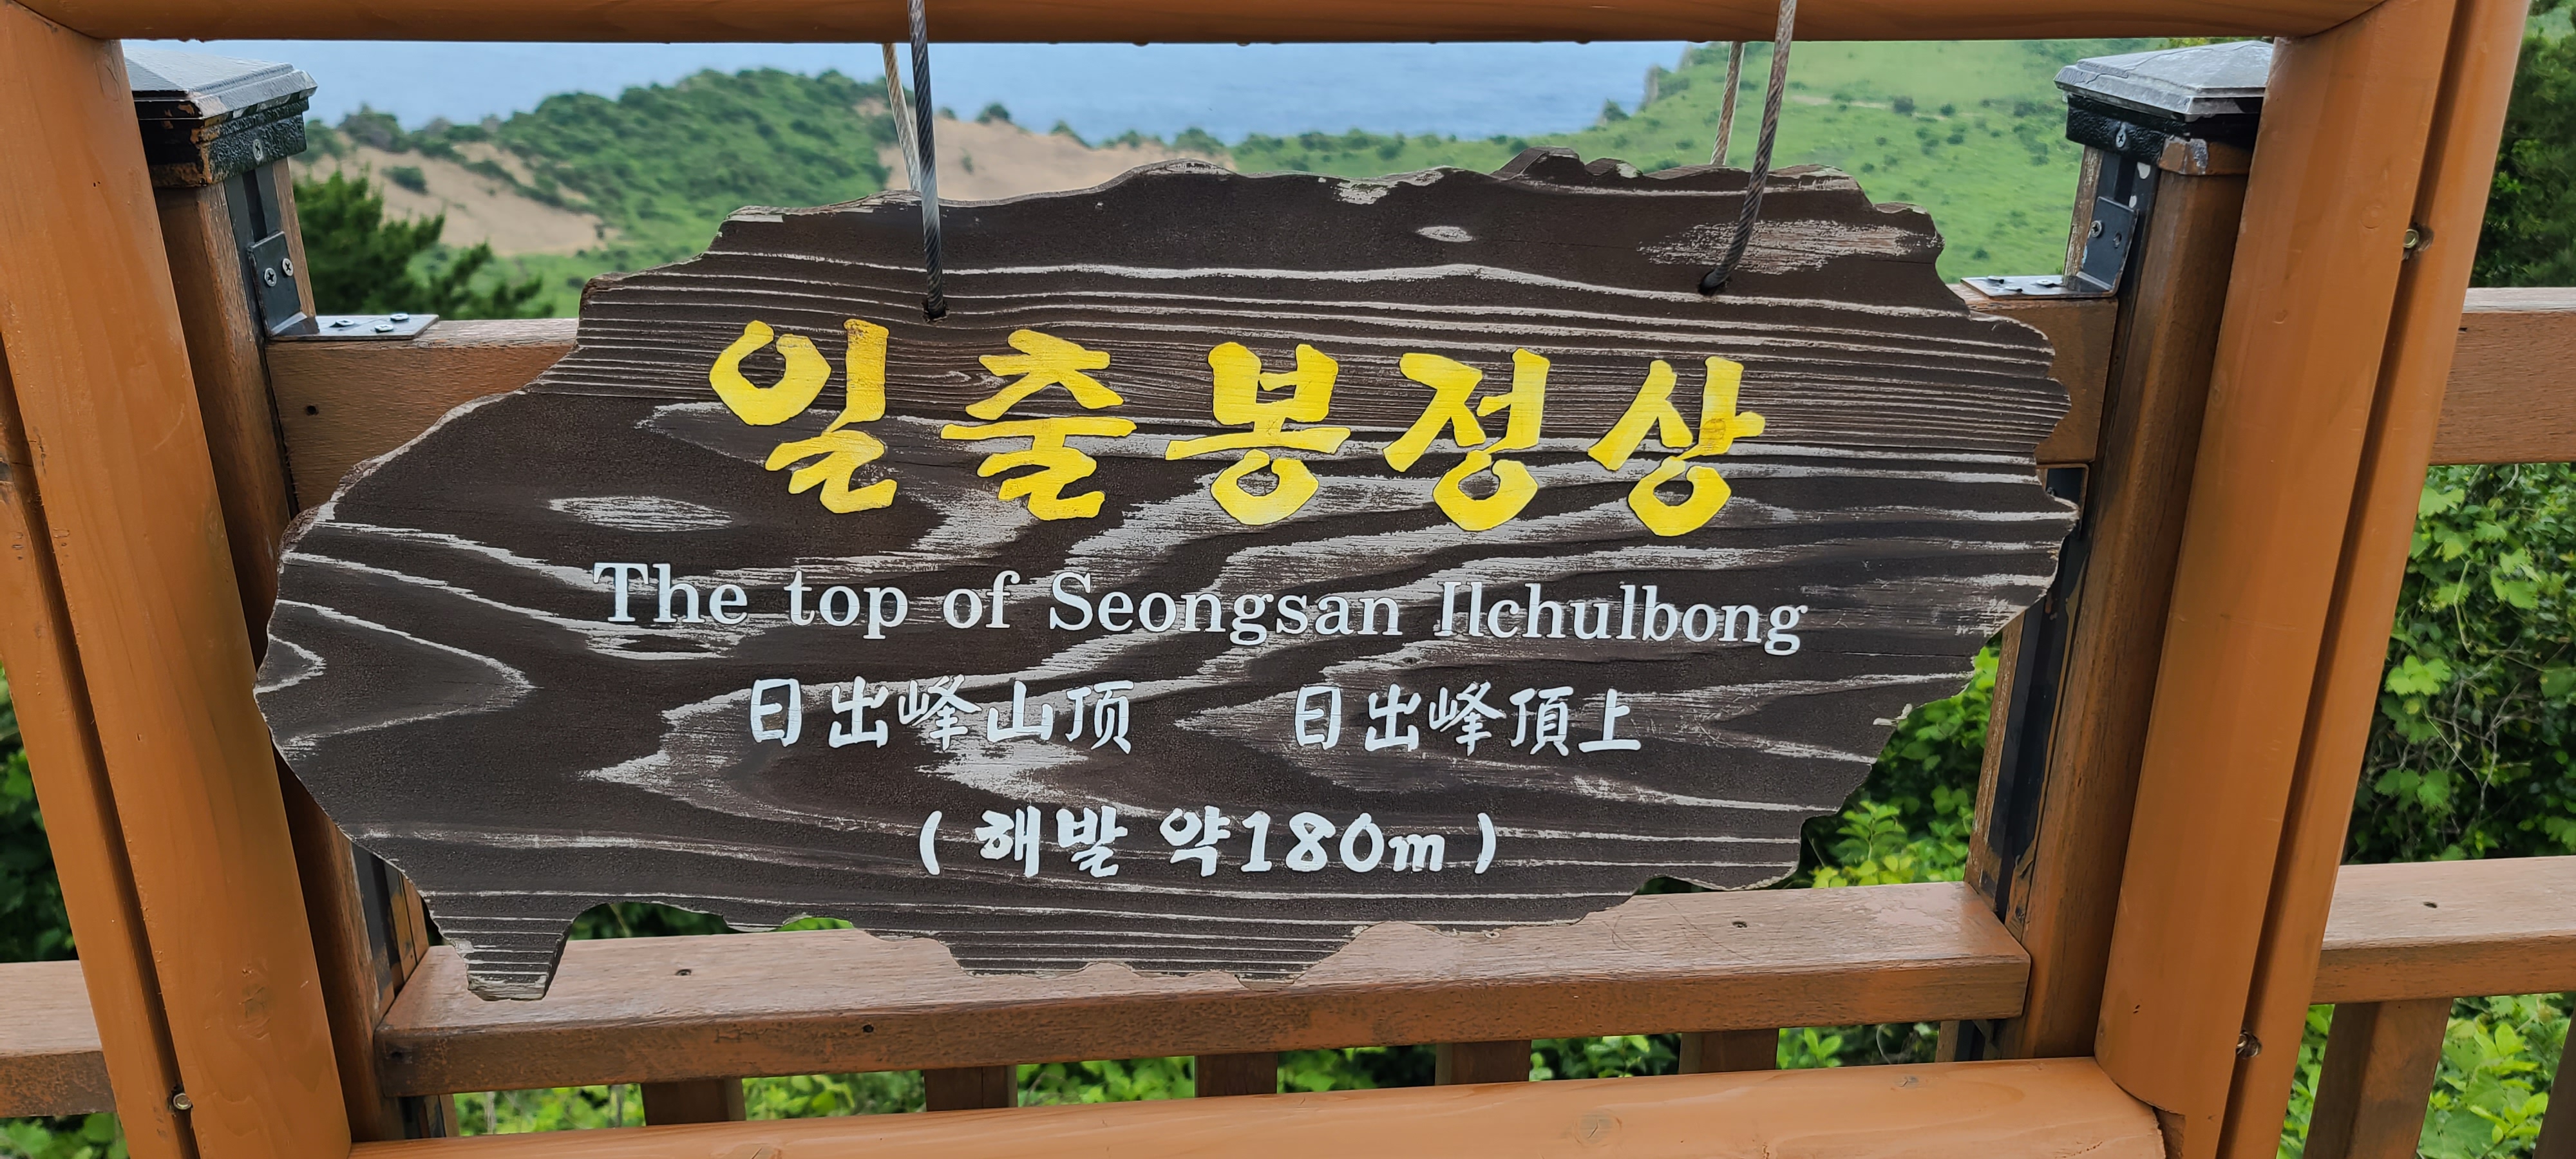 일출봉정상
The top of Seongsan Ilchulbong
日出峰山顶 日出峰頂上
( 해발 약180m )